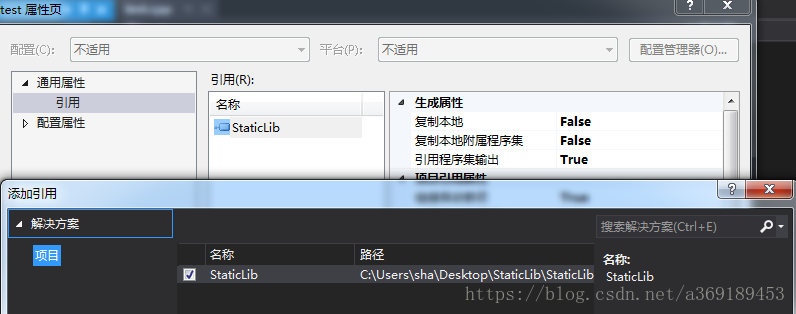 test 属性页
配置(C): 不适用 平台(P): 不适用 配置管理器(O)...
通用属性
引用
配置属性
引用(R):
名称
StaticLib
生成属性
复制本地 False
复制本地附属程序集 False
引用程序集输出 True
项目引用属性
添加引用
解决方案
项目
名称 路径
StaticLib C:\Users\sha\Desktop\StaticLib\StaticLib
搜索解决方案(Ctrl+E)
名称:
StaticLib
https://blog.csdn.net/a369189453